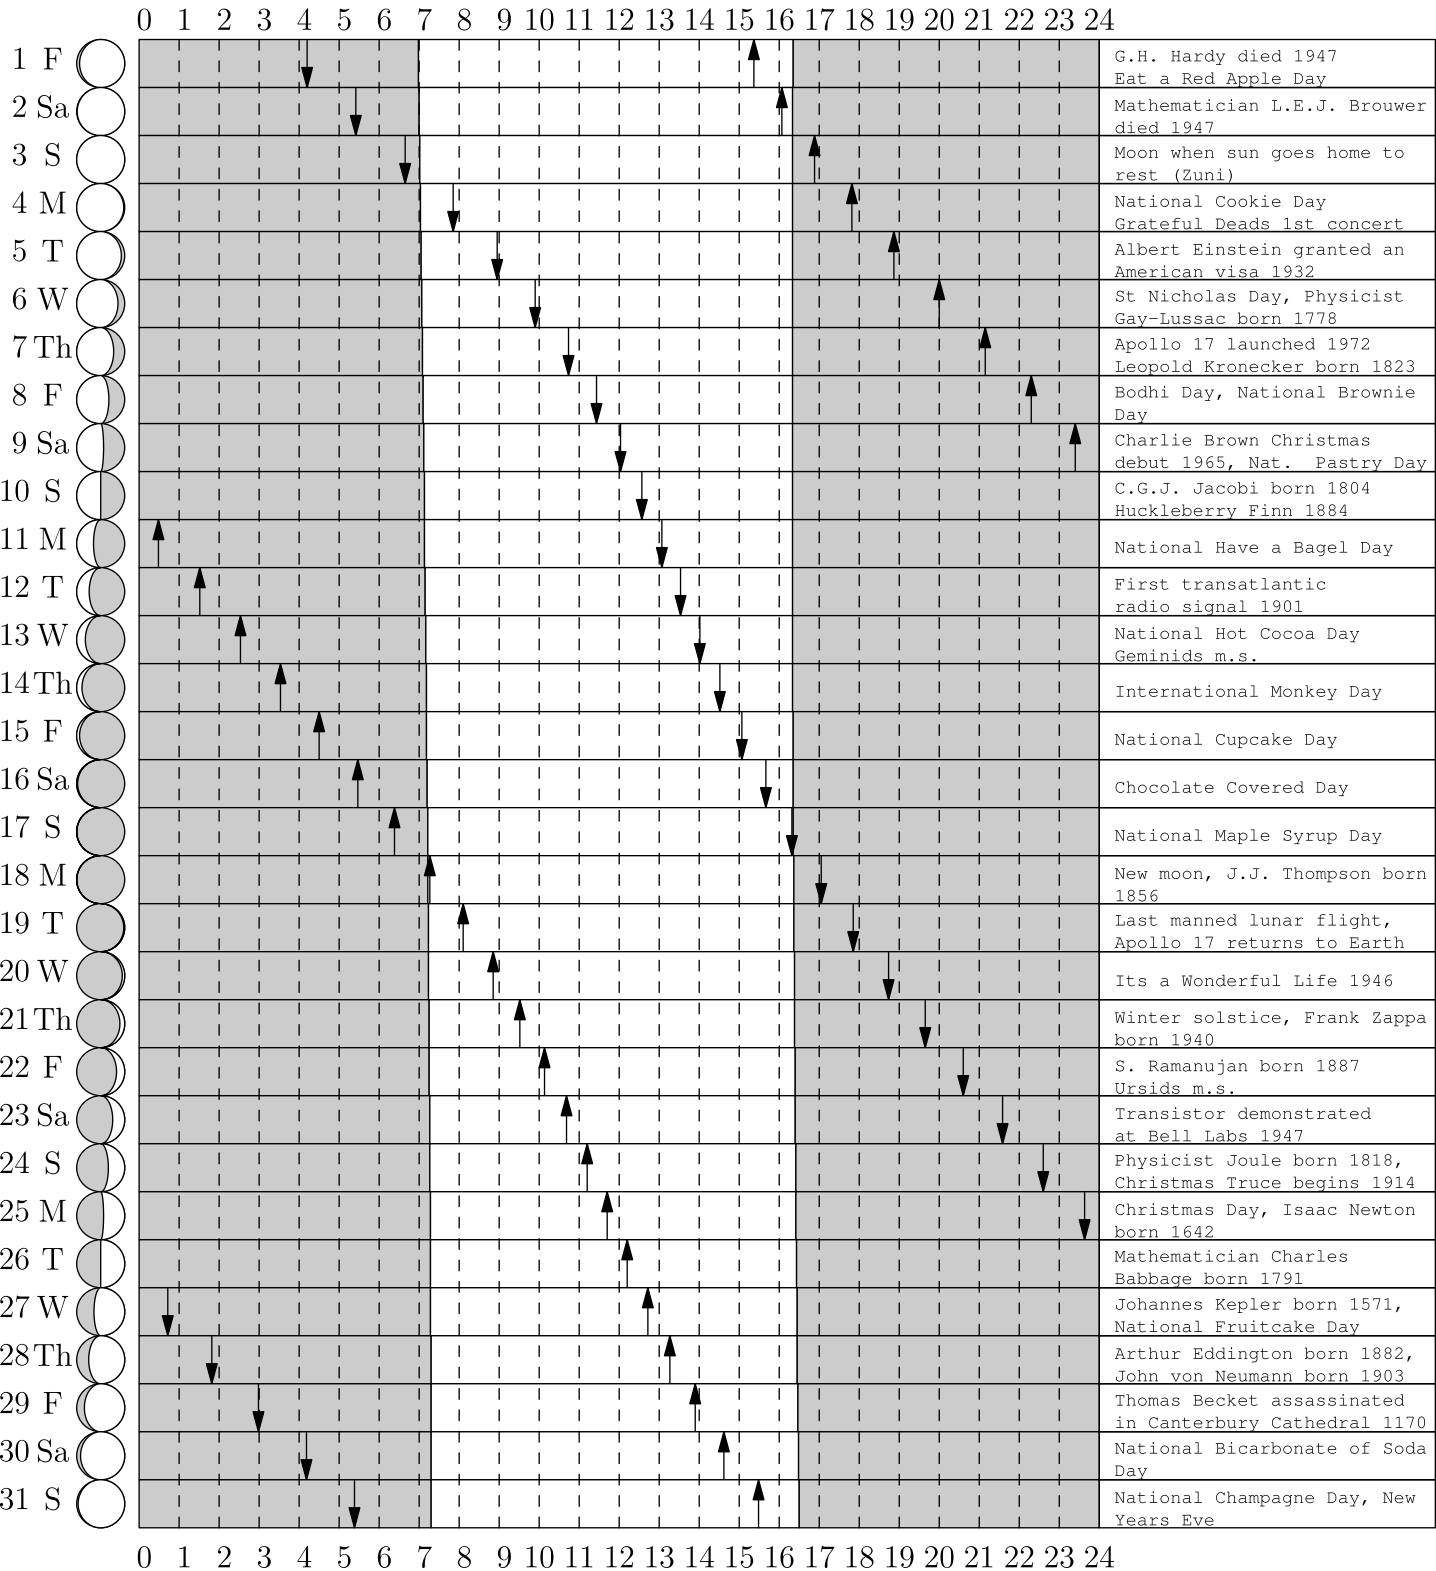 0 1 2 3 4 5 6 7 8 9 10 11 12 13 14 15 16 17 18 19 20 21 22 23 24
1 F G.H. Hardy died 1947
Eat a Red Apple Day
2 Sa Mathematician L.E.J. Brouwer
died 1947
3 S Moon when sun goes home to
rest (Zuni)
4 M National Cookie Day
Grateful Deads 1st concert
5 T Albert Einstein granted an
American visa 1932
6 W St Nicholas Day, Physicist
Gay-Lussac born 1778
7 Th Apollo 17 launched 1972
Leopold Kronecker born 1823
8 F Bodhi Day, National Brownie
Day
9 Sa Charlie Brown Christmas
debut 1965, Nat. Pastry Day
10 S C.G.J. Jacobi born 1804
Huckleberry Finn 1884
11 M National Have a Bagel Day
12 T First transatlantic
radio signal 1901
13 W National Hot Cocoa Day
Geminids m.s.
14 Th International Monkey Day
15 F National Cupcake Day
16 Sa Chocolate Covered Day
17 S National Maple Syrup Day
18 M New moon, J.J. Thompson born
1856
19 T Last manned lunar flight,
Apollo 17 returns to Earth
20 W Its a Wonderful Life 1946
21 Th Winter solstice, Frank Zappa
born 1940
22 F S. Ramanujan born 1887
Ursids m.s.
23 Sa Transistor demonstrated
at Bell Labs 1947
24 S Physicist Joule born 1818,
Christmas Truce begins 1914
25 M Christmas Day, Isaac Newton
born 1642
26 T Mathematician Charles
Babbage born 1791
27 W Johannes Kepler born 1571,
National Fruitcake Day
28 Th Arthur Eddington born 1882,
John von Neumann born 1903
29 F Thomas Becket assassinated
in Canterbury Cathedral 1170
30 Sa National Bicarbonate of Soda
Day
31 S National Champagne Day, New
Years Eve
0 1 2 3 4 5 6 7 8 9 10 11 12 13 14 15 16 17 18 19 20 21 22 23 24